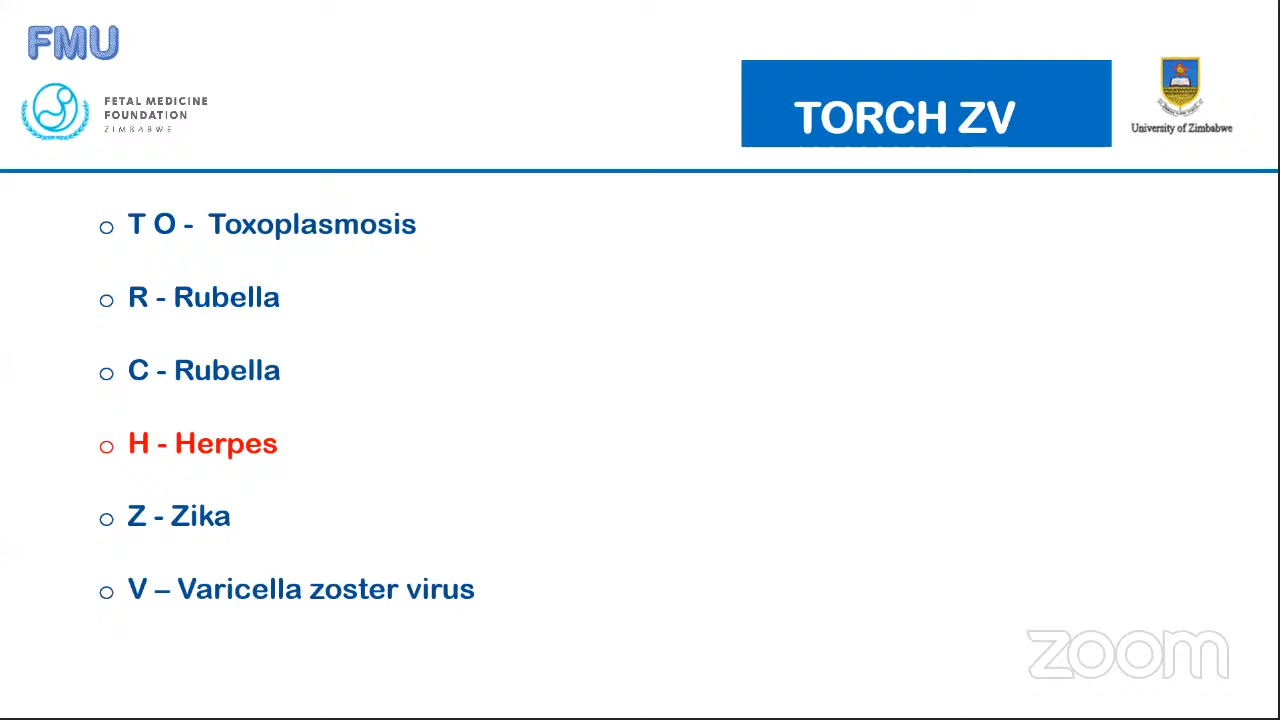 FMU
FETAL MEDICINE
FOUNDATION
ZIMBABWE
TORCH ZV
University of Zimbabwe
T O - Toxoplasmosis
R - Rubella
C - Rubella
H - Herpes
Z - Zika
V – Varicella zoster virus
zoom